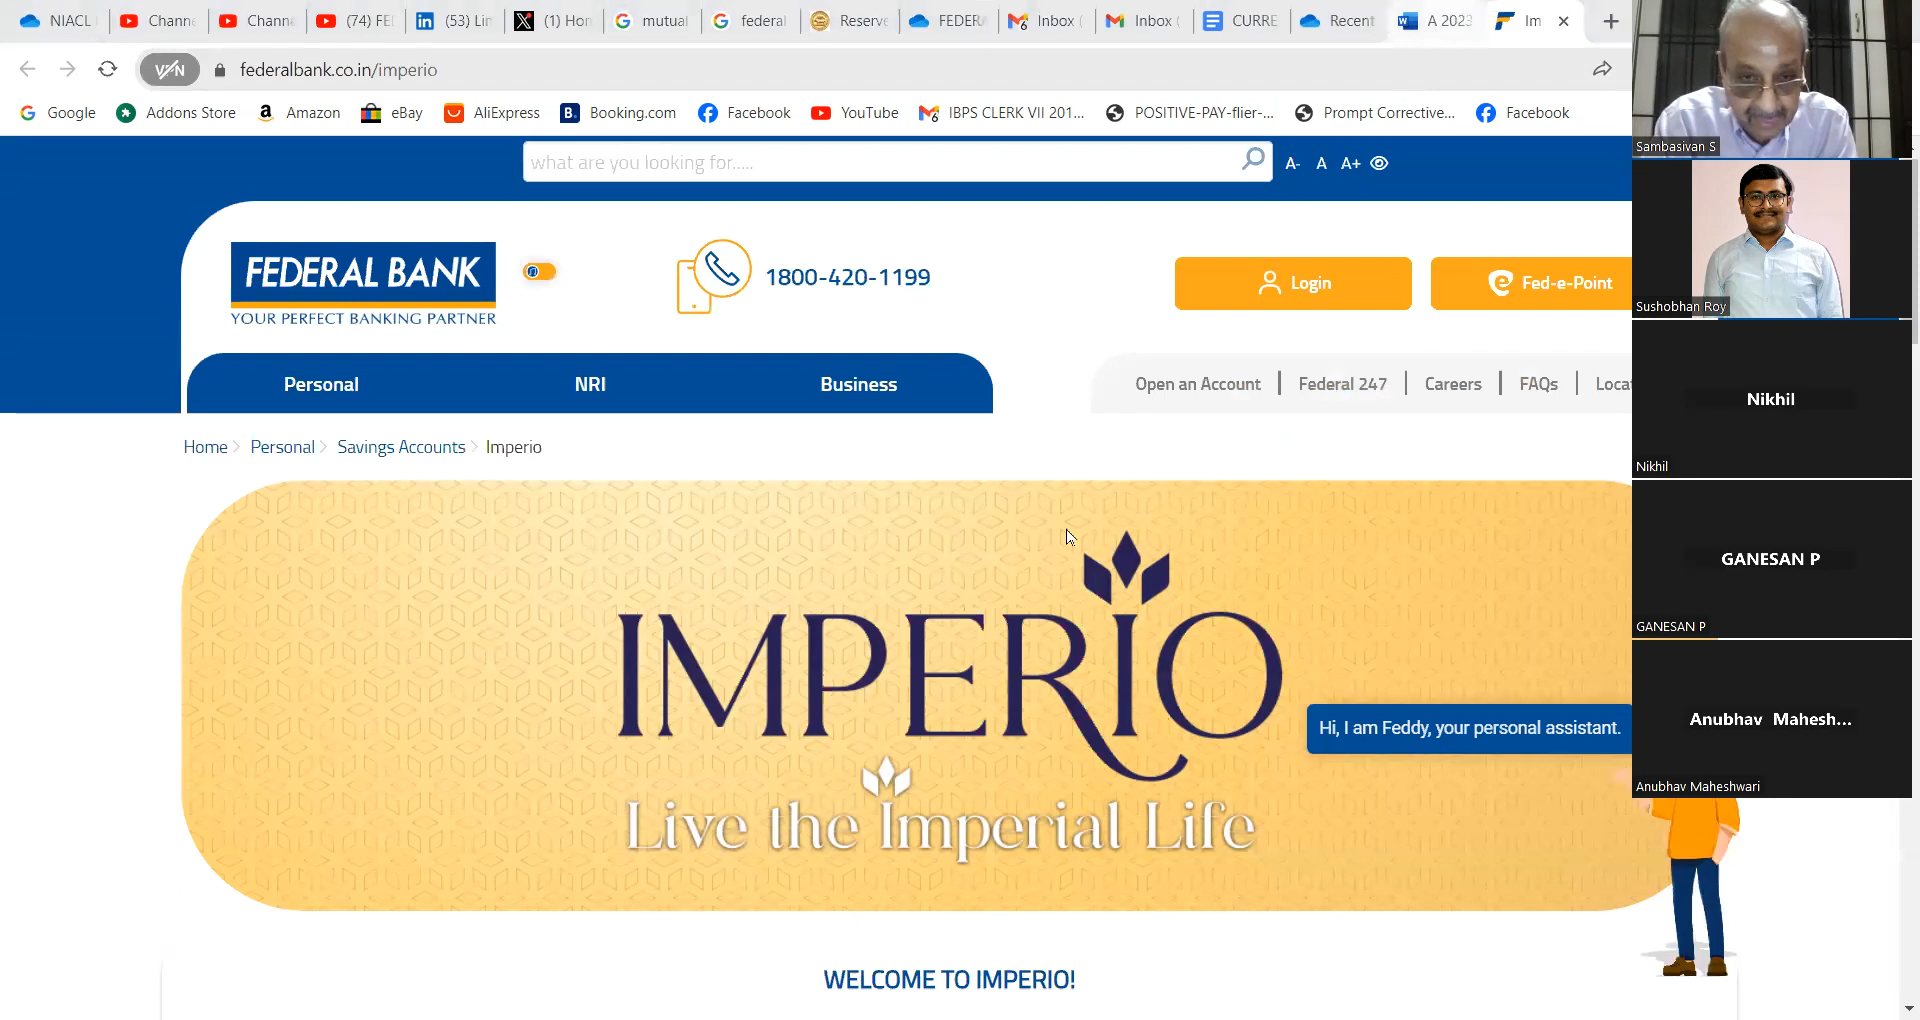 NIACL
Chann
Chann
(74) FE
(53) Lin
(1) Hon
mutua
federal
Reserve
FEDER
Inbox (
Inbox (
CURRE
Recent
A 2023
Im
VPN
federalbank.co.in/imperio
Google
Addons Store
Amazon
eBay
AliExpress
Booking.com
Facebook
YouTube
IBPS CLERK VII 201...
POSITIVE-PAY-flier-...
Prompt Corrective...
Facebook
what are you looking for.....
A- A A+
FEDERAL BANK
YOUR PERFECT BANKING PARTNER
1800-420-1199
Login
Fed-e-Point
Personal
NRI
Business
Open an Account
Federal 247
Careers
FAQs
Loca
Home
Personal
Savings Accounts
Imperio
IMPERIO
Live the Imperial Life
Hi, I am Feddy, your personal assistant.
WELCOME TO IMPERIO!
Sambasivan S
Sushobhan Roy
Nikhil
Nikhil
GANESAN P
GANESAN P
Anubhav Mahesh...
Anubhav Maheshwari